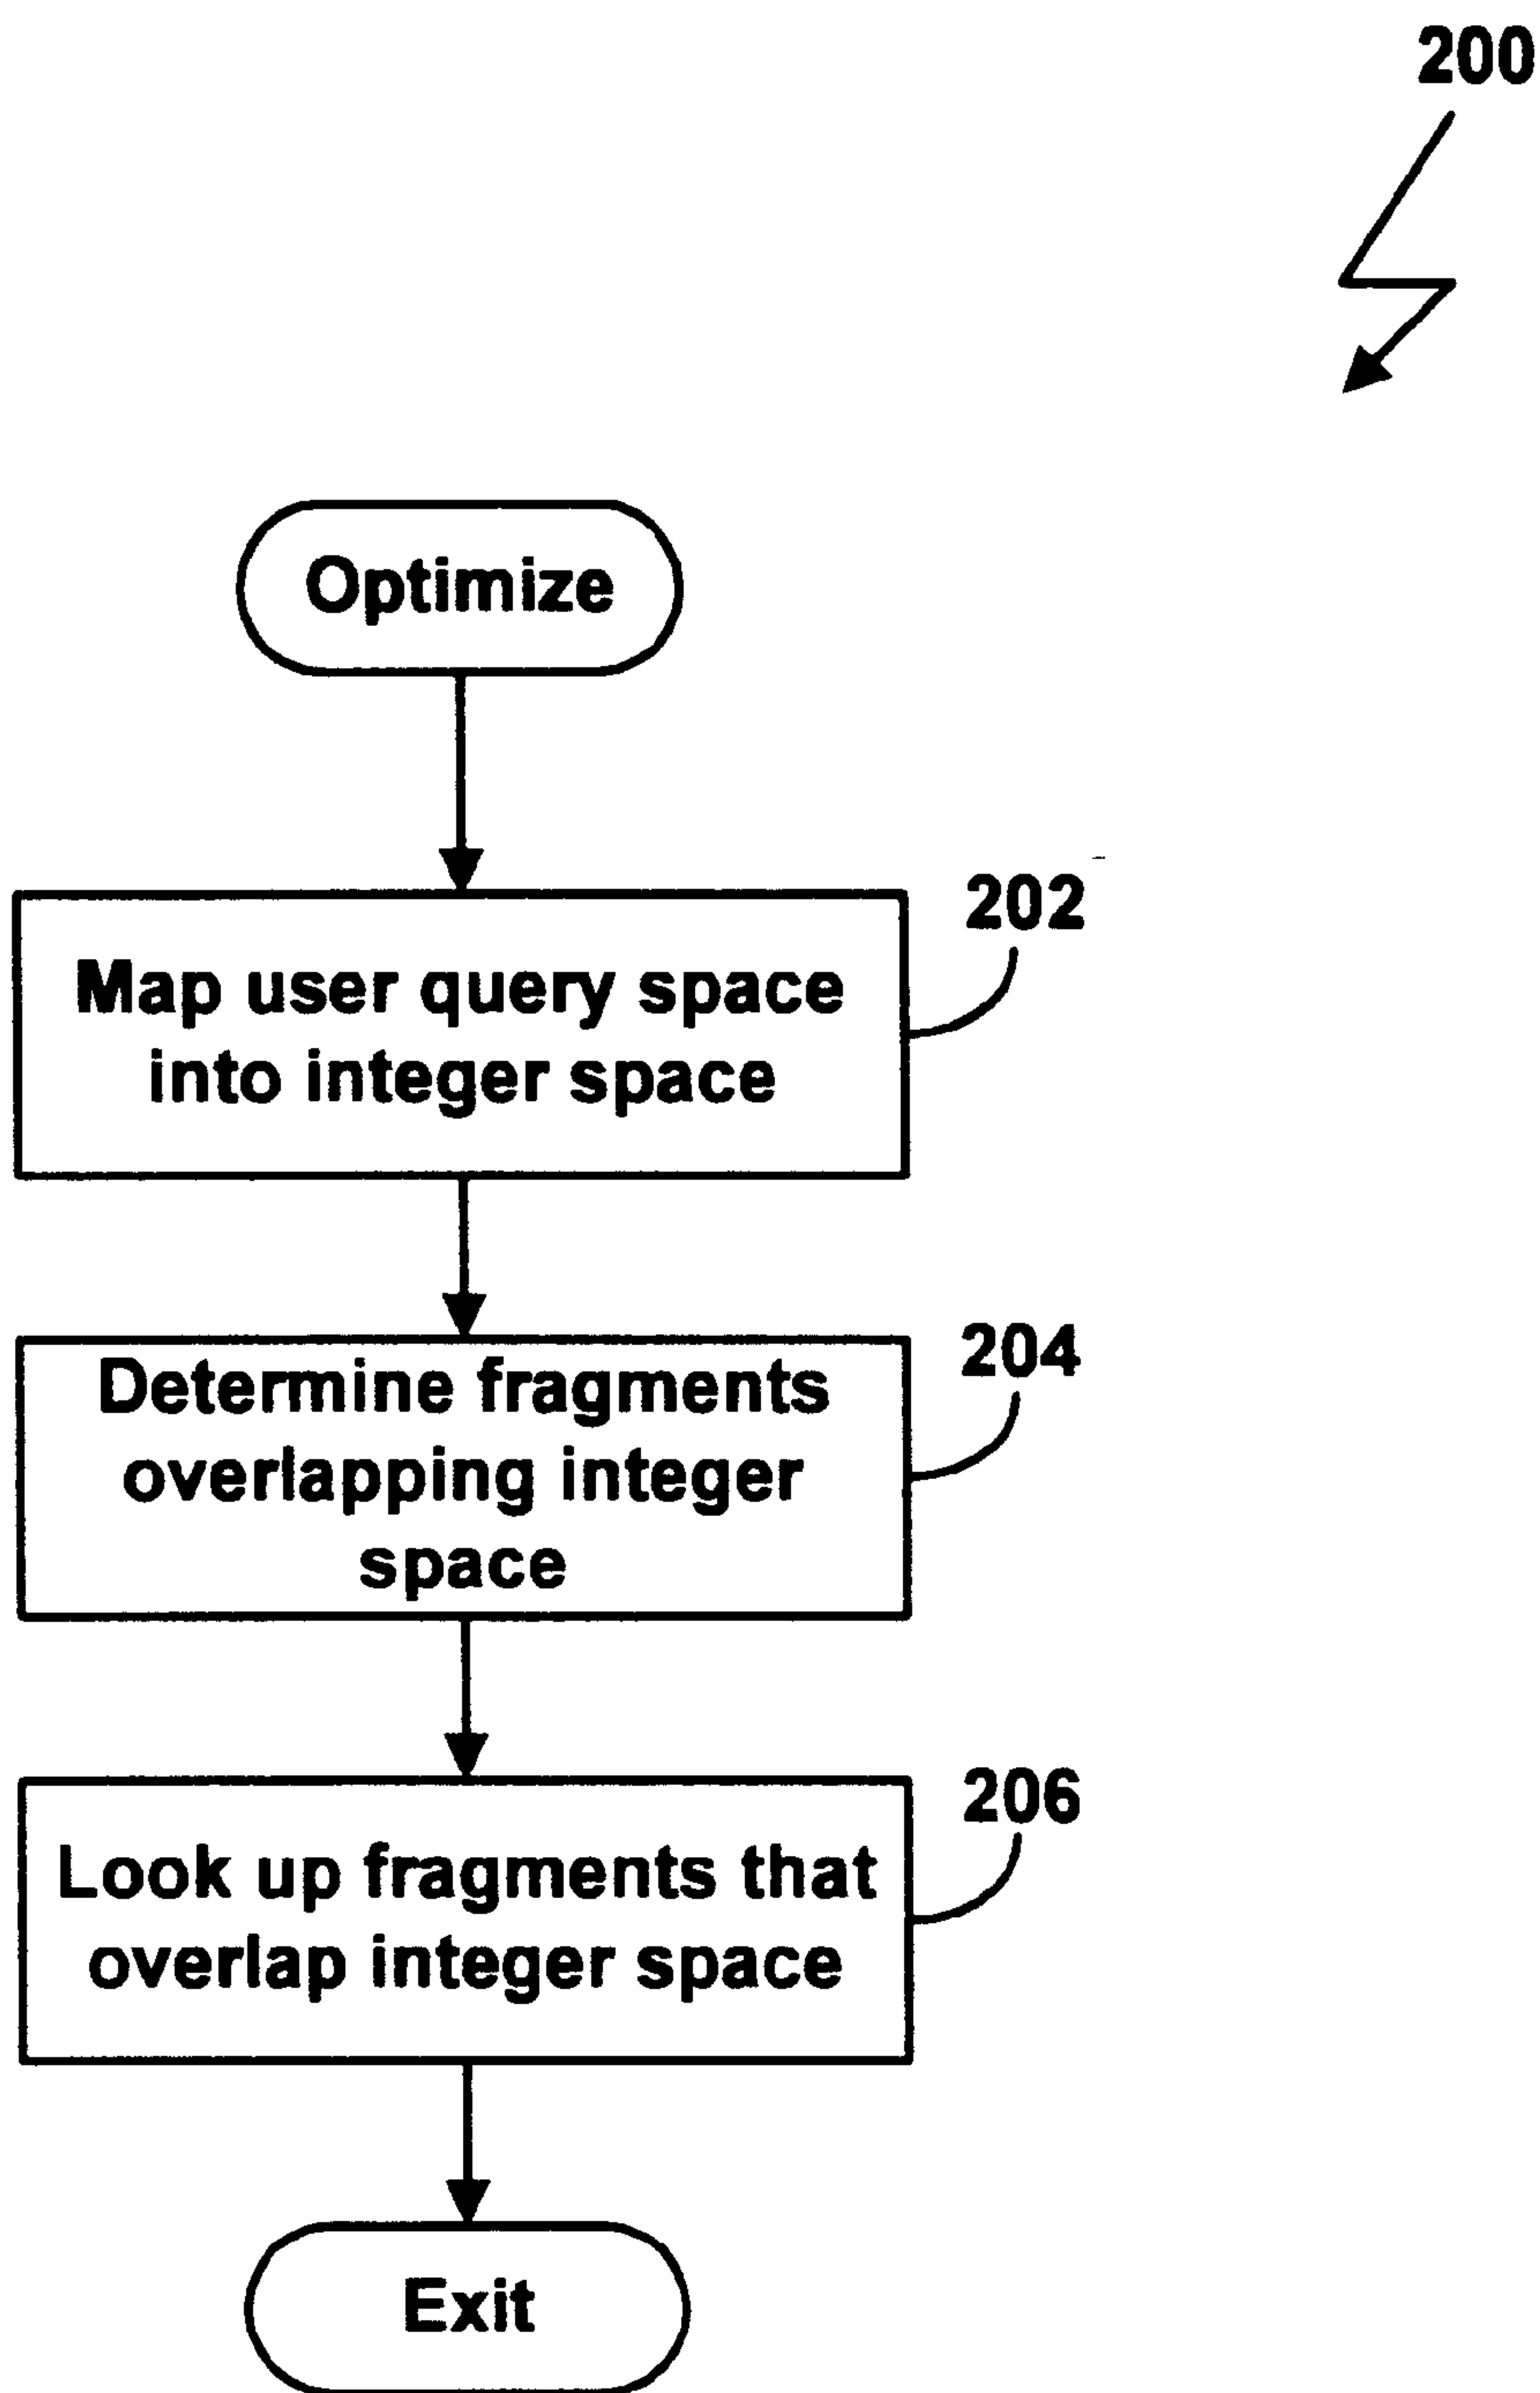 200
Optimize
202
Map user query space
into integer space
204
Determine fragments
overlapping integer
space
206
Look up fragments that
overlap integer space
Exit